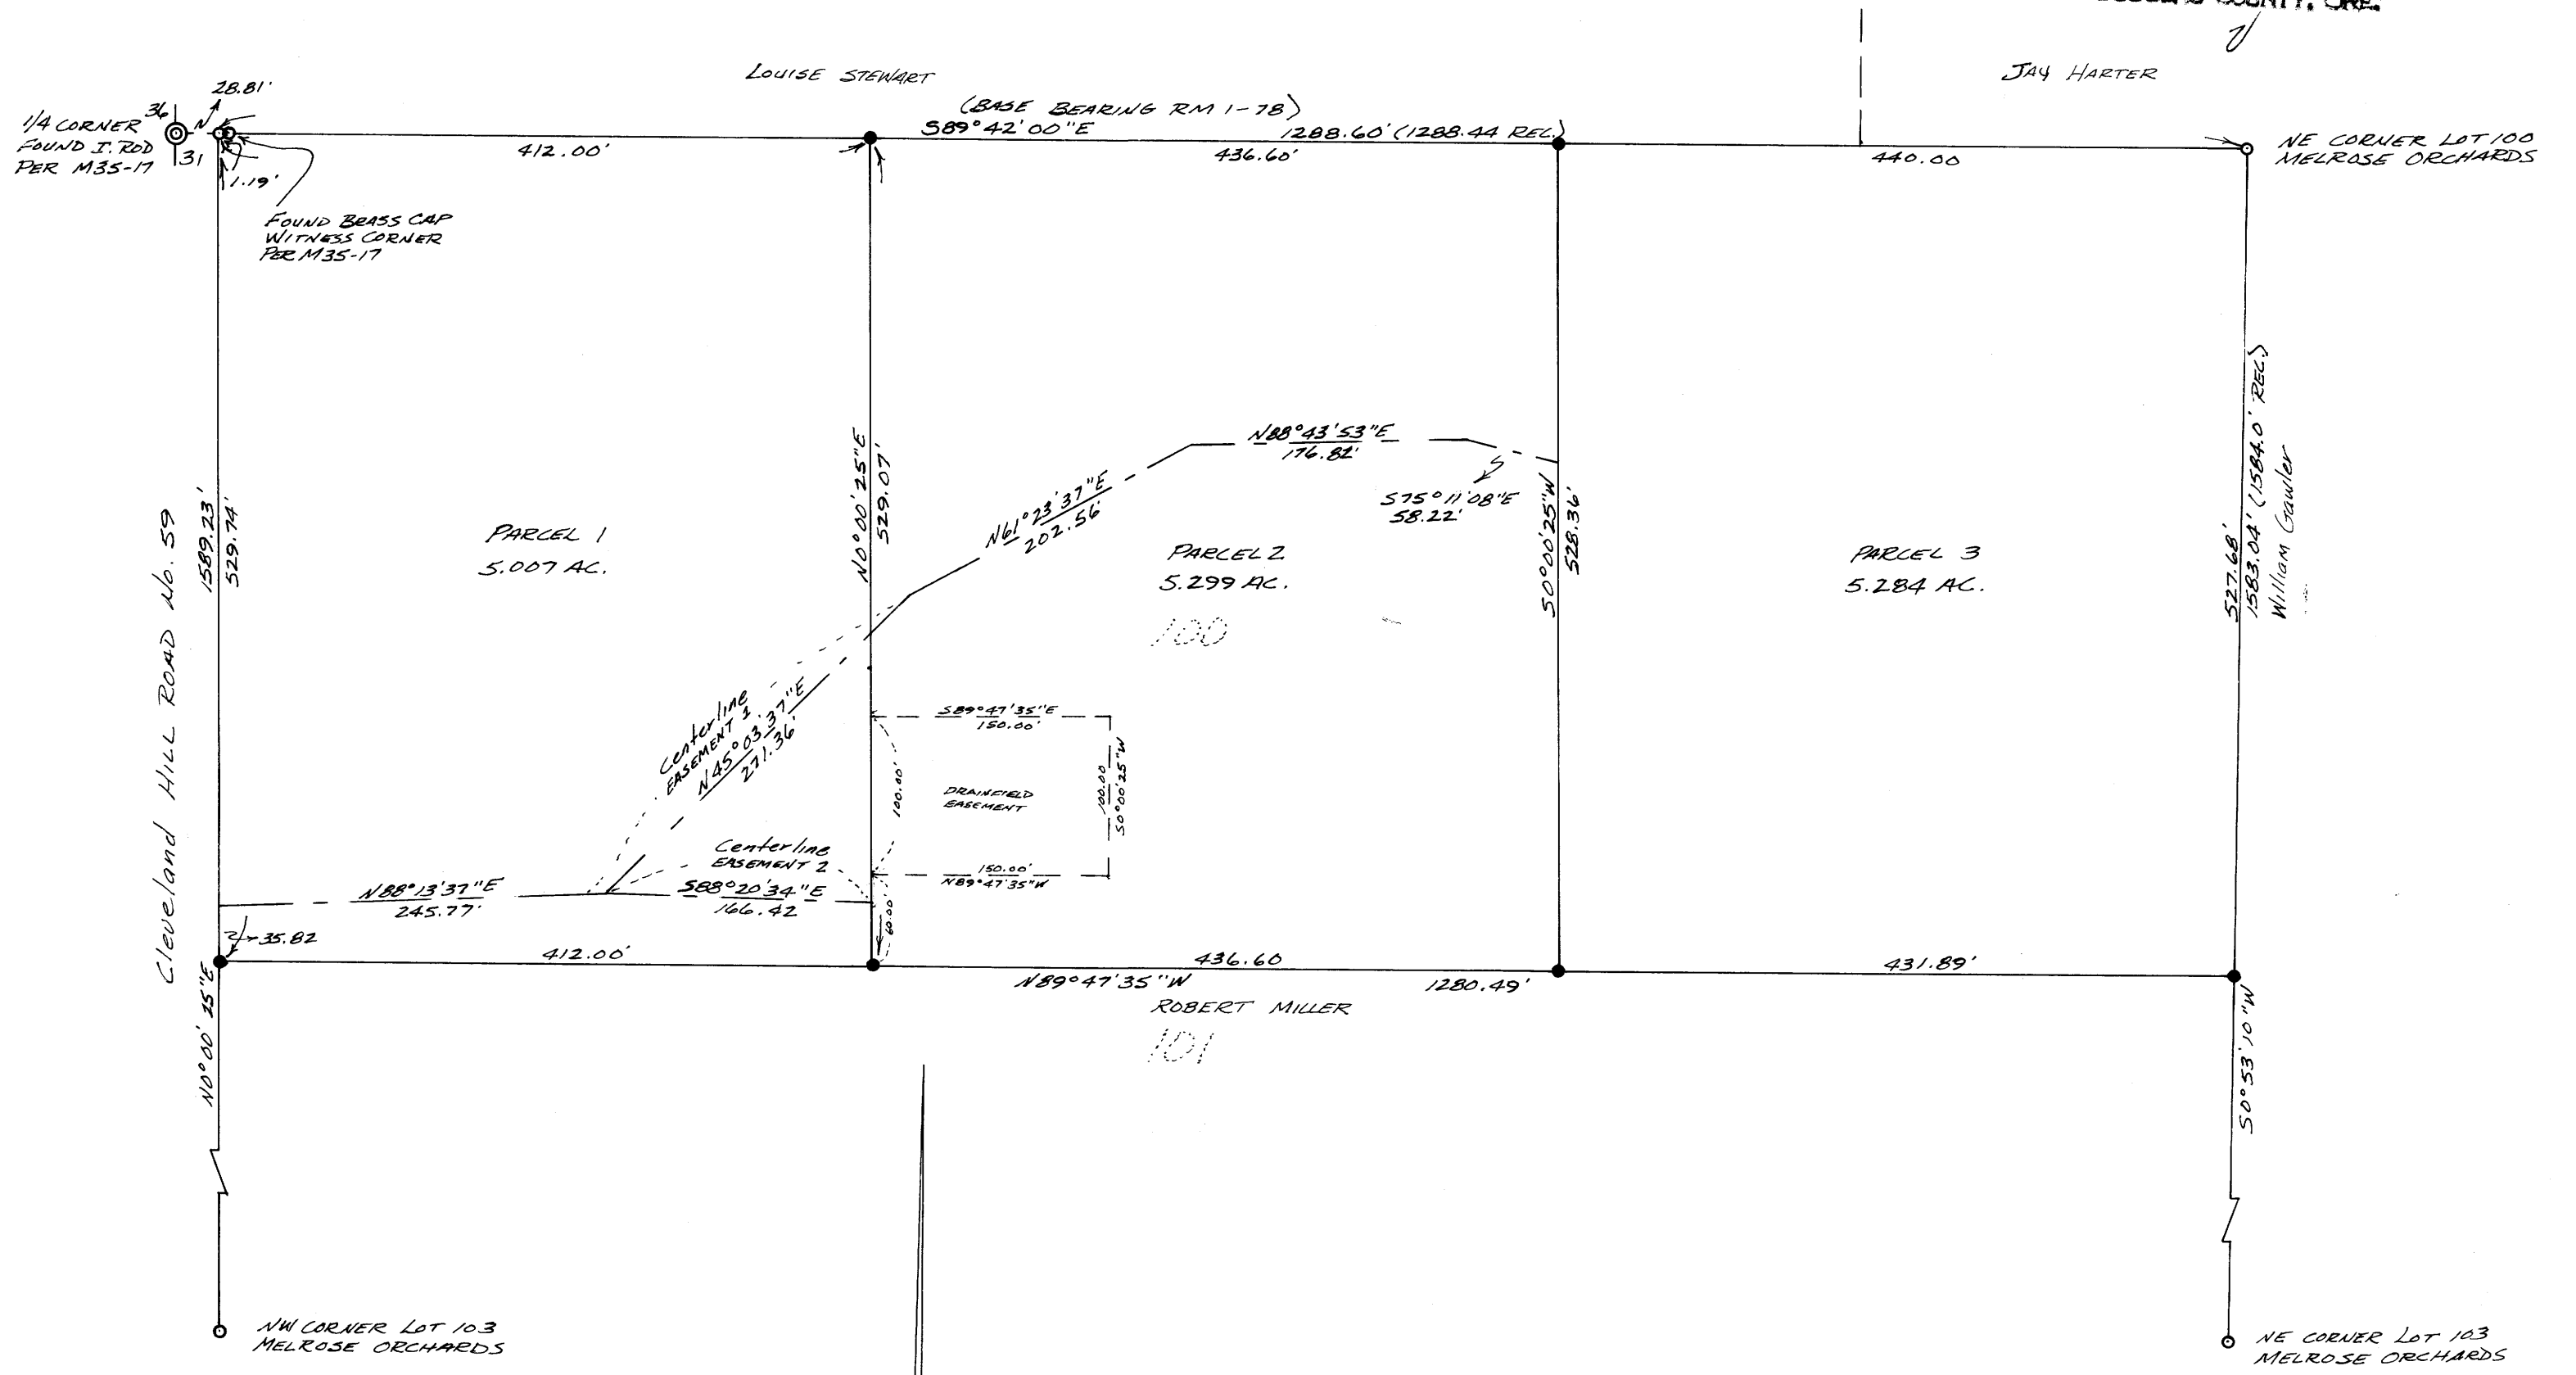 COUNTY, ORE.
LOUISE STEWART
JAY HARTER
28.81'
(BASE BEARING RM 1-78)
S89°42'00"E
1288.60' (1288.44 REC.)
1/4 CORNER
FOUND I. ROD
PER M35-17
36
31
N
1.19'
412.00'
436.60'
440.00
NE CORNER LOT 100
MELROSE ORCHARDS
FOUND BRASS CAP
WITNESS CORNER
PER M35-17
N88°43'53"E
176.82'
S75°11'08"E
58.22'
N61°23'37"E
202.56'
N0°00'25"E
529.07'
S0°00'25"W
528.36'
Cleveland HILL ROAD No. 59
1589.23'
529.74'
PARCEL 1
5.007 AC.
PARCEL 2
5.299 AC.
100
PARCEL 3
5.284 AC.
527.68'
1583.04' (1584.0' REC.)
William Gawler
Centerline
EASEMENT 1
N45°03'37"E
271.36'
S89°47'35"E
150.00'
100.00'
DRAINFIELD
EASEMENT
100.00
S0°00'25"W
150.00'
N89°47'35"W
Centerline
EASEMENT 2
S88°20'34"E
166.42
N88°13'37"E
245.77'
60.00'
35.82
412.00'
436.60
431.89'
N89°47'35"W
1280.49'
ROBERT MILLER
101
N0°00'25"E
S0°53'10"W
NW CORNER LOT 103
MELROSE ORCHARDS
NE CORNER LOT 103
MELROSE ORCHARDS